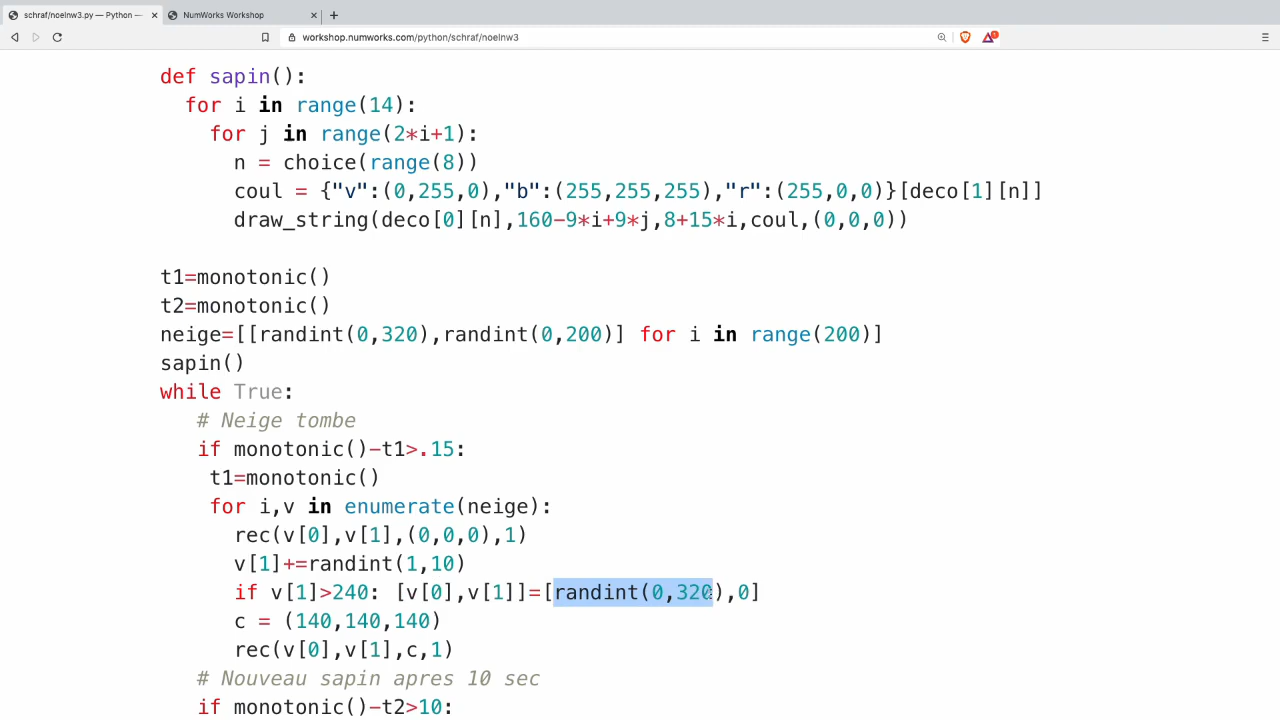 schraf/noelnw3.py — Python —
NumWorks Workshop
workshop.numworks.com/python/schraf/noelnw3
def sapin():
for i in range(14):
for j in range(2*i+1):
n = choice(range(8))
coul = {"v":(0,255,0),"b":(255,255,255),"r":(255,0,0)}[deco[1][n]]
draw_string(deco[0][n],160-9*i+9*j,8+15*i,coul,(0,0,0))
t1=monotonic()
t2=monotonic()
neige=[[randint(0,320),randint(0,200)] for i in range(200)]
sapin()
while True:
# Neige tombe
if monotonic()-t1>.15:
t1=monotonic()
for i,v in enumerate(neige):
rec(v[0],v[1],(0,0,0),1)
v[1]+=randint(1,10)
if v[1]>240: [v[0],v[1]]=[randint(0,320),0]
c = (140,140,140)
rec(v[0],v[1],c,1)
# Nouveau sapin apres 10 sec
if monotonic()-t2>10: